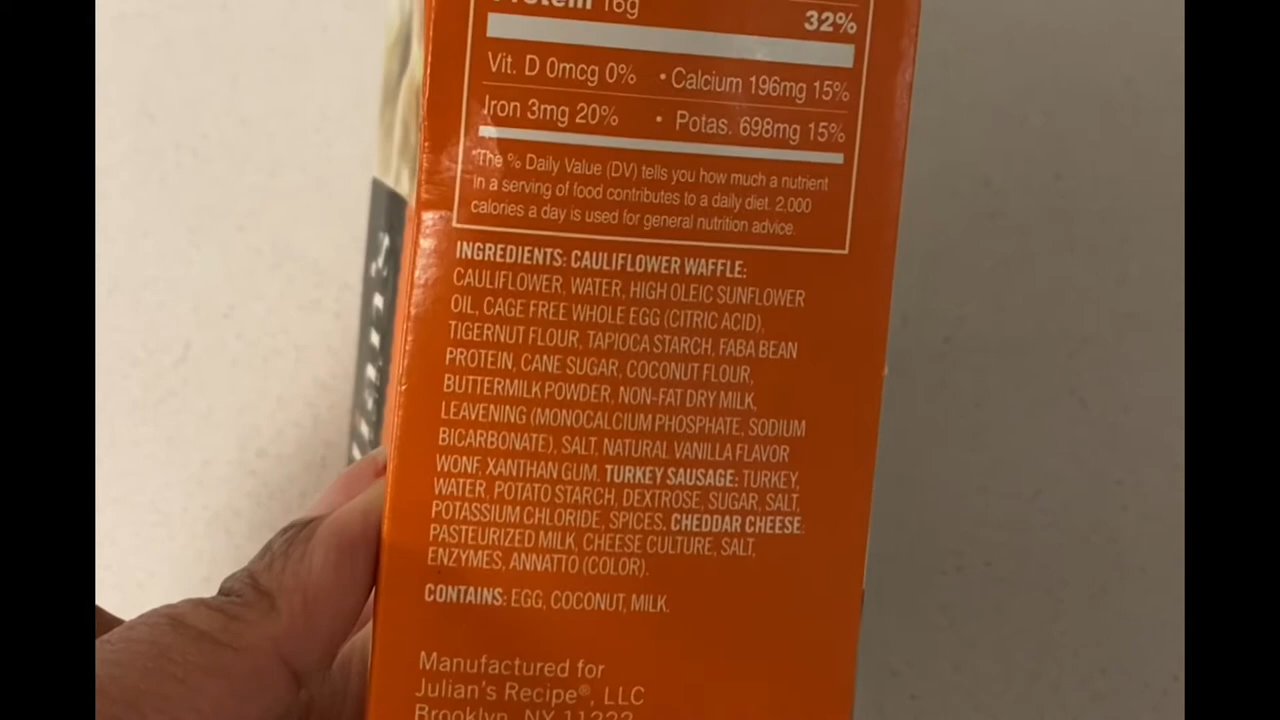 Protein 16g 32%
Vit. D 0mcg 0% • Calcium 196mg 15%
Iron 3mg 20% • Potas. 698mg 15%
The % Daily Value (DV) tells you how much a nutrient
in a serving of food contributes to a daily diet. 2,000
calories a day is used for general nutrition advice.
INGREDIENTS: CAULIFLOWER WAFFLE:
CAULIFLOWER, WATER, HIGH OLEIC SUNFLOWER
OIL, CAGE FREE WHOLE EGG (CITRIC ACID),
TIGERNUT FLOUR, TAPIOCA STARCH, FABA BEAN
PROTEIN, CANE SUGAR, COCONUT FLOUR,
BUTTERMILK POWDER, NON-FAT DRY MILK,
LEAVENING (MONOCALCIUM PHOSPHATE, SODIUM
BICARBONATE), SALT, NATURAL VANILLA FLAVOR
WONF, XANTHAN GUM. TURKEY SAUSAGE: TURKEY,
WATER, POTATO STARCH, DEXTROSE, SUGAR, SALT,
POTASSIUM CHLORIDE, SPICES. CHEDDAR CHEESE:
PASTEURIZED MILK, CHEESE CULTURE, SALT,
ENZYMES, ANNATTO (COLOR).
CONTAINS: EGG, COCONUT, MILK.
Manufactured for
Julian's Recipe®, LLC
Brooklyn, NY 11222